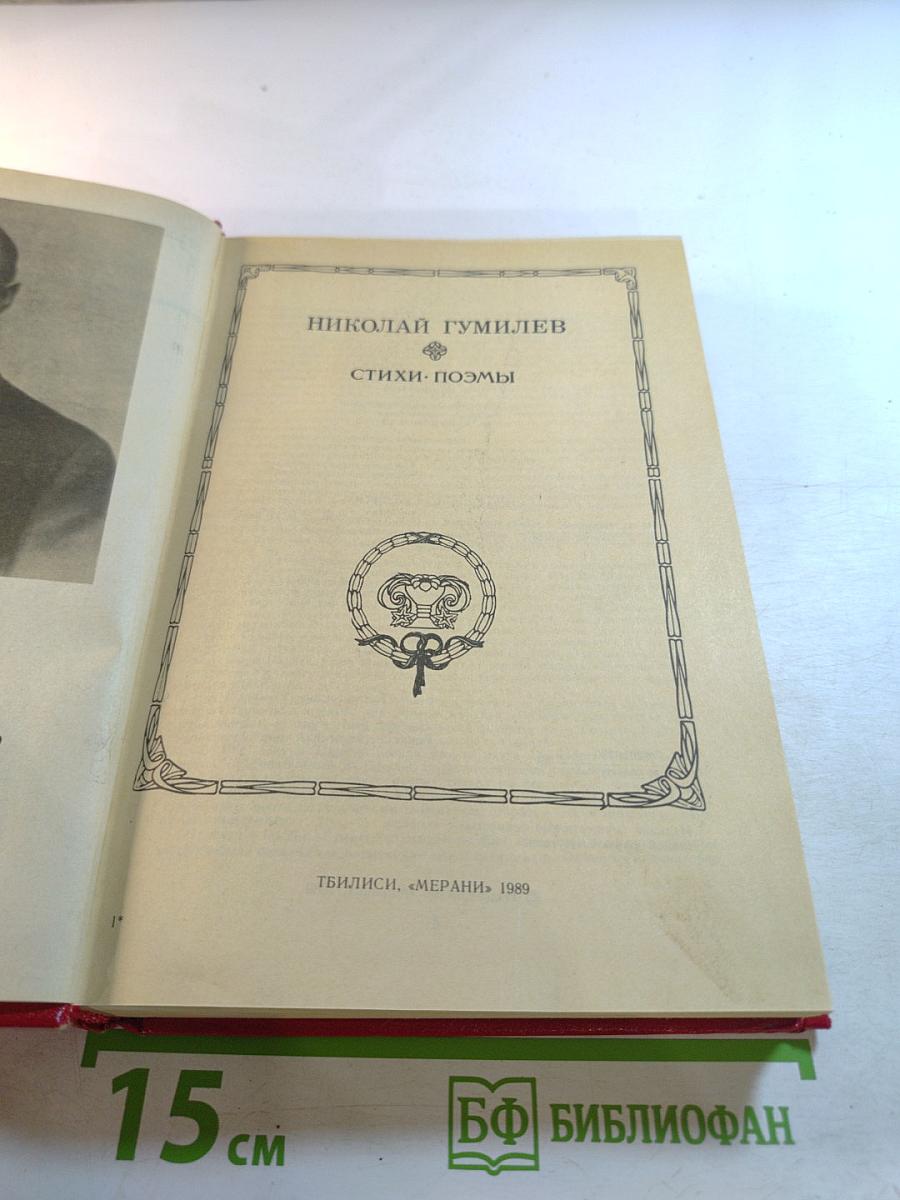 НИКОЛАЙ ГУМИЛЕВ
СТИХИ · ПОЭМЫ
ТБИЛИСИ, «МЕРАНИ» 1989
1*
15 см
БФ БИБЛИОФАН